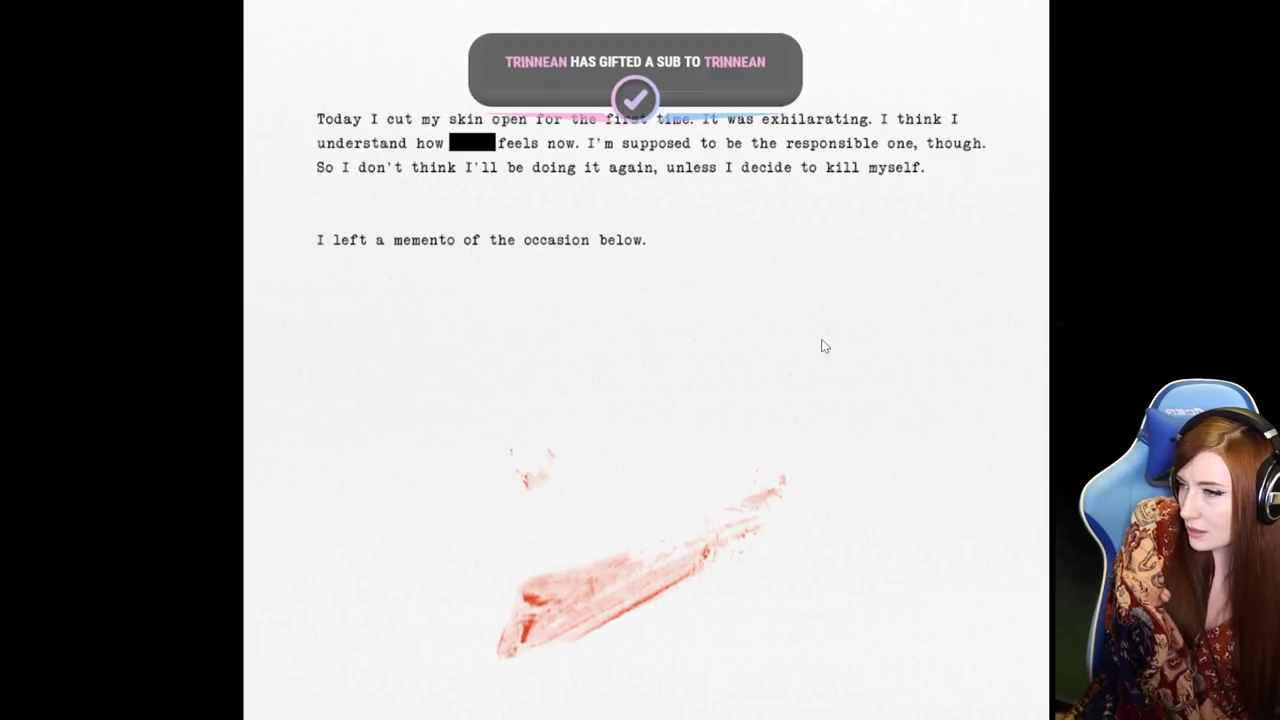 TRINNEAN HAS GIFTED A SUB TO TRINNEAN
Today I cut my skin open for the first time. It was exhilarating. I think I
understand how feels now. I'm supposed to be the responsible one, though.
So I don't think I'll be doing it again, unless I decide to kill myself.
I left a memento of the occasion below.